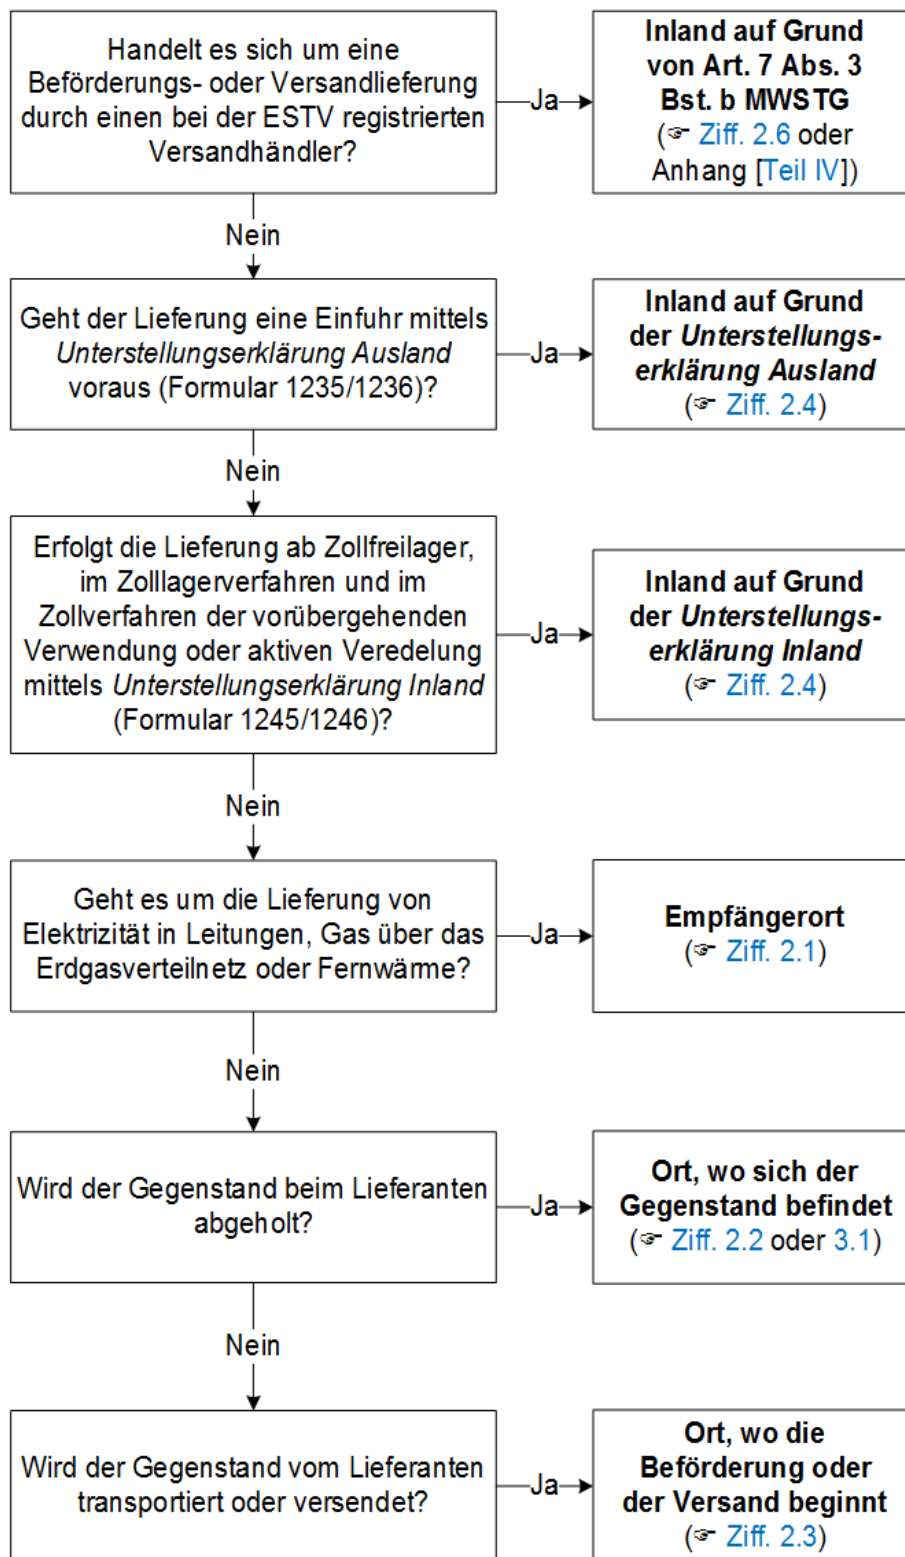 Handelt es sich um eine
Beförderungs- oder Versandlieferung
durch einen bei der ESTV registrierten
Versandhändler?
Ja
Inland auf Grund
von Art. 7 Abs. 3
Bst. b MWSTG
(☞ Ziff. 2.6 oder
Anhang [Teil IV])
Nein
Geht der Lieferung eine Einfuhr mittels
Unterstellungserklärung Ausland
voraus (Formular 1235/1236)?
Ja
Inland auf Grund
der Unterstellungs-
erklärung Ausland
(☞ Ziff. 2.4)
Nein
Erfolgt die Lieferung ab Zollfreilager,
im Zolllagerverfahren und im
Zollverfahren der vorübergehenden
Verwendung oder aktiven Veredelung
mittels Unterstellungserklärung Inland
(Formular 1245/1246)?
Ja
Inland auf Grund
der Unterstellungs-
erklärung Inland
(☞ Ziff. 2.4)
Nein
Geht es um die Lieferung von
Elektrizität in Leitungen, Gas über das
Erdgasverteilnetz oder Fernwärme?
Ja
Empfängerort
(☞ Ziff. 2.1)
Nein
Wird der Gegenstand beim Lieferanten
abgeholt?
Ja
Ort, wo sich der
Gegenstand befindet
(☞ Ziff. 2.2 oder 3.1)
Nein
Wird der Gegenstand vom Lieferanten
transportiert oder versendet?
Ja
Ort, wo die
Beförderung oder
der Versand beginnt
(☞ Ziff. 2.3)